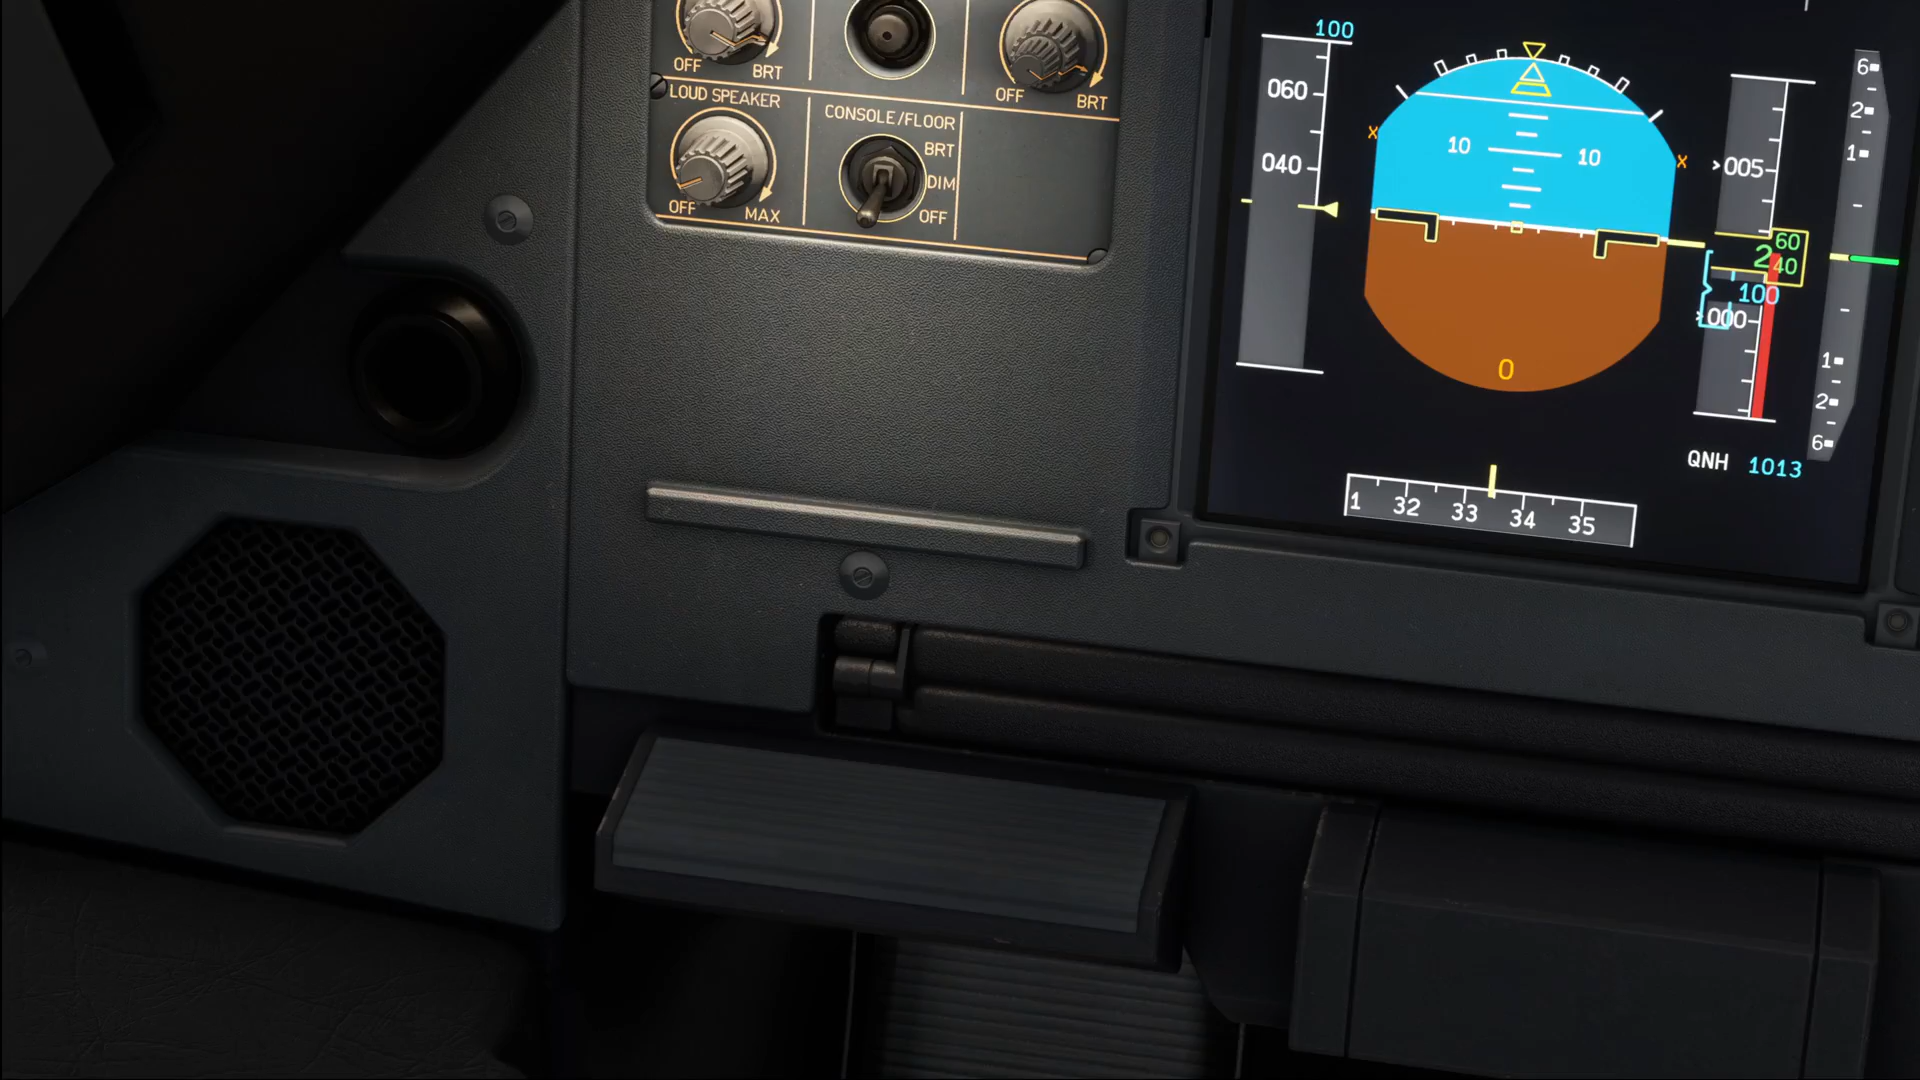 OFF BRT
OFF BRT
LOUD SPEAKER
OFF MAX
CONSOLE/FLOOR
BRT
DIM
OFF
100
060
040
10 10
0
005
2
60
40
100
000
6
2
1
1
2
6
QNH 1013
1 32 33 34 35